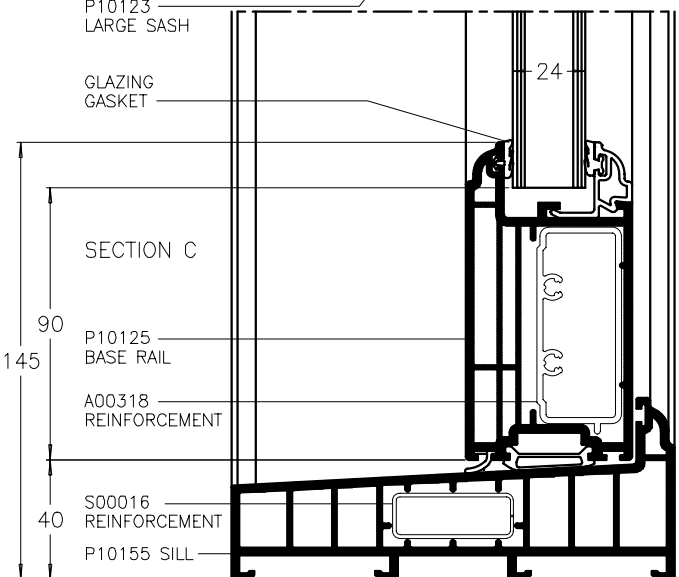 P10123
LARGE SASH
24
GLAZING
GASKET
SECTION C
90
P10125
BASE RAIL
145
A00318
REINFORCEMENT
S00016
40
REINFORCEMENT
P10155 SILL